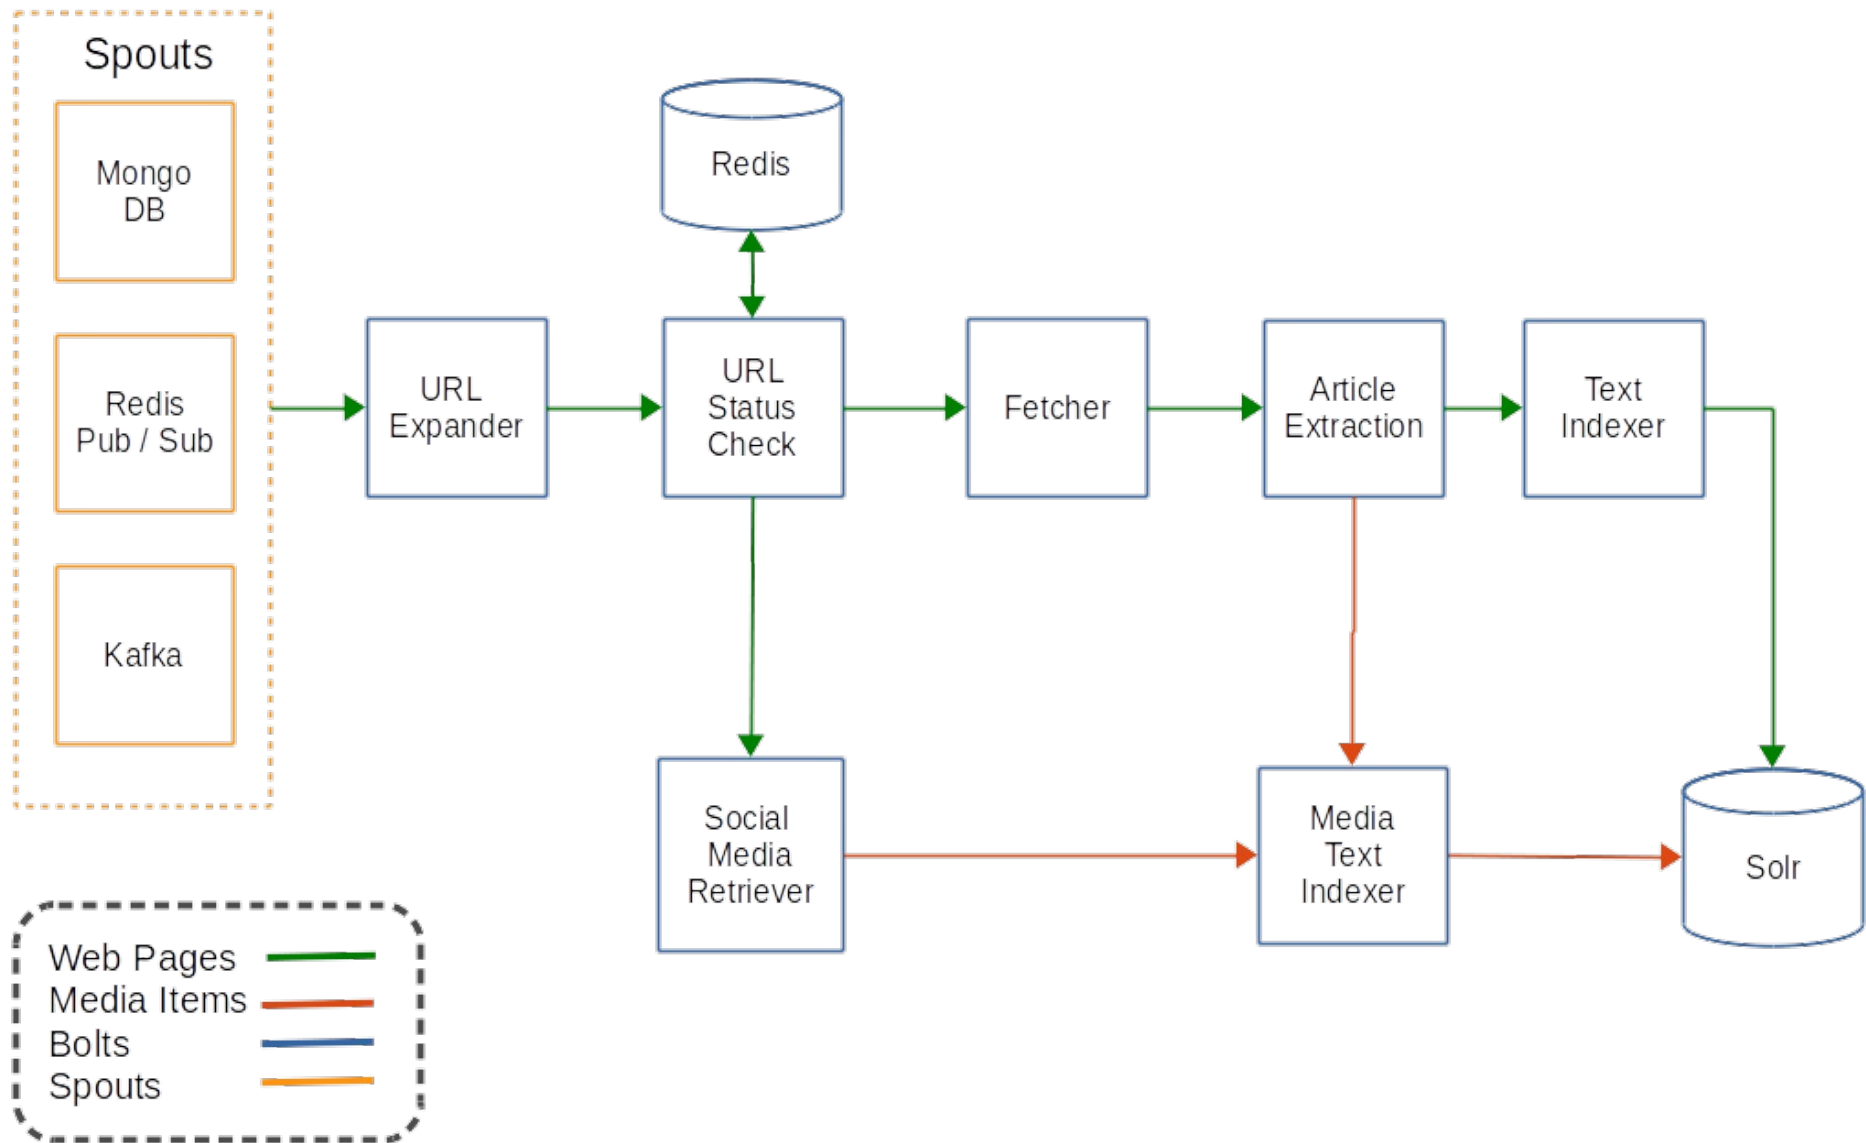 Spouts
Mongo
DB
Redis
Pub / Sub
Kafka
Redis
URL
Expander
URL
Status
Check
Fetcher
Article
Extraction
Text
Indexer
Social
Media
Retriever
Media
Text
Indexer
Solr
Web Pages
Media Items
Bolts
Spouts